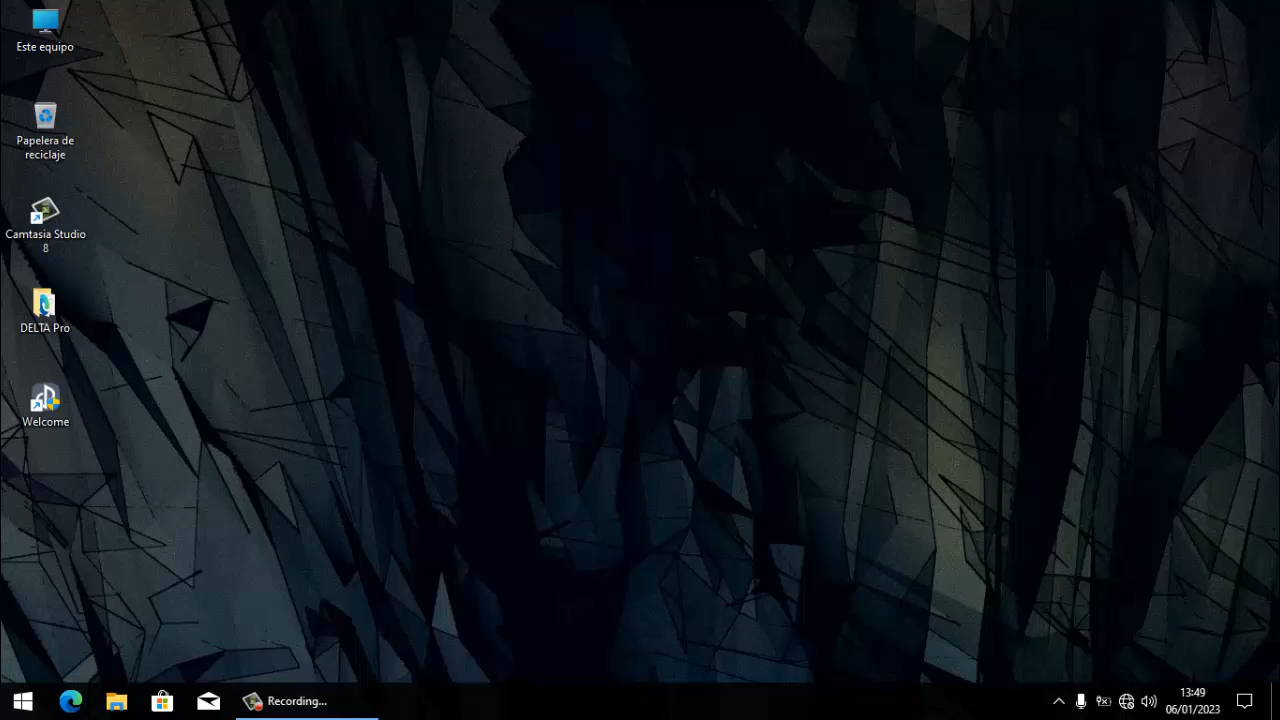 Este equipo
Papelera de
reciclaje
Camtasia Studio
8
DELTA Pro
Welcome
Recording...
13:49
06/01/2023